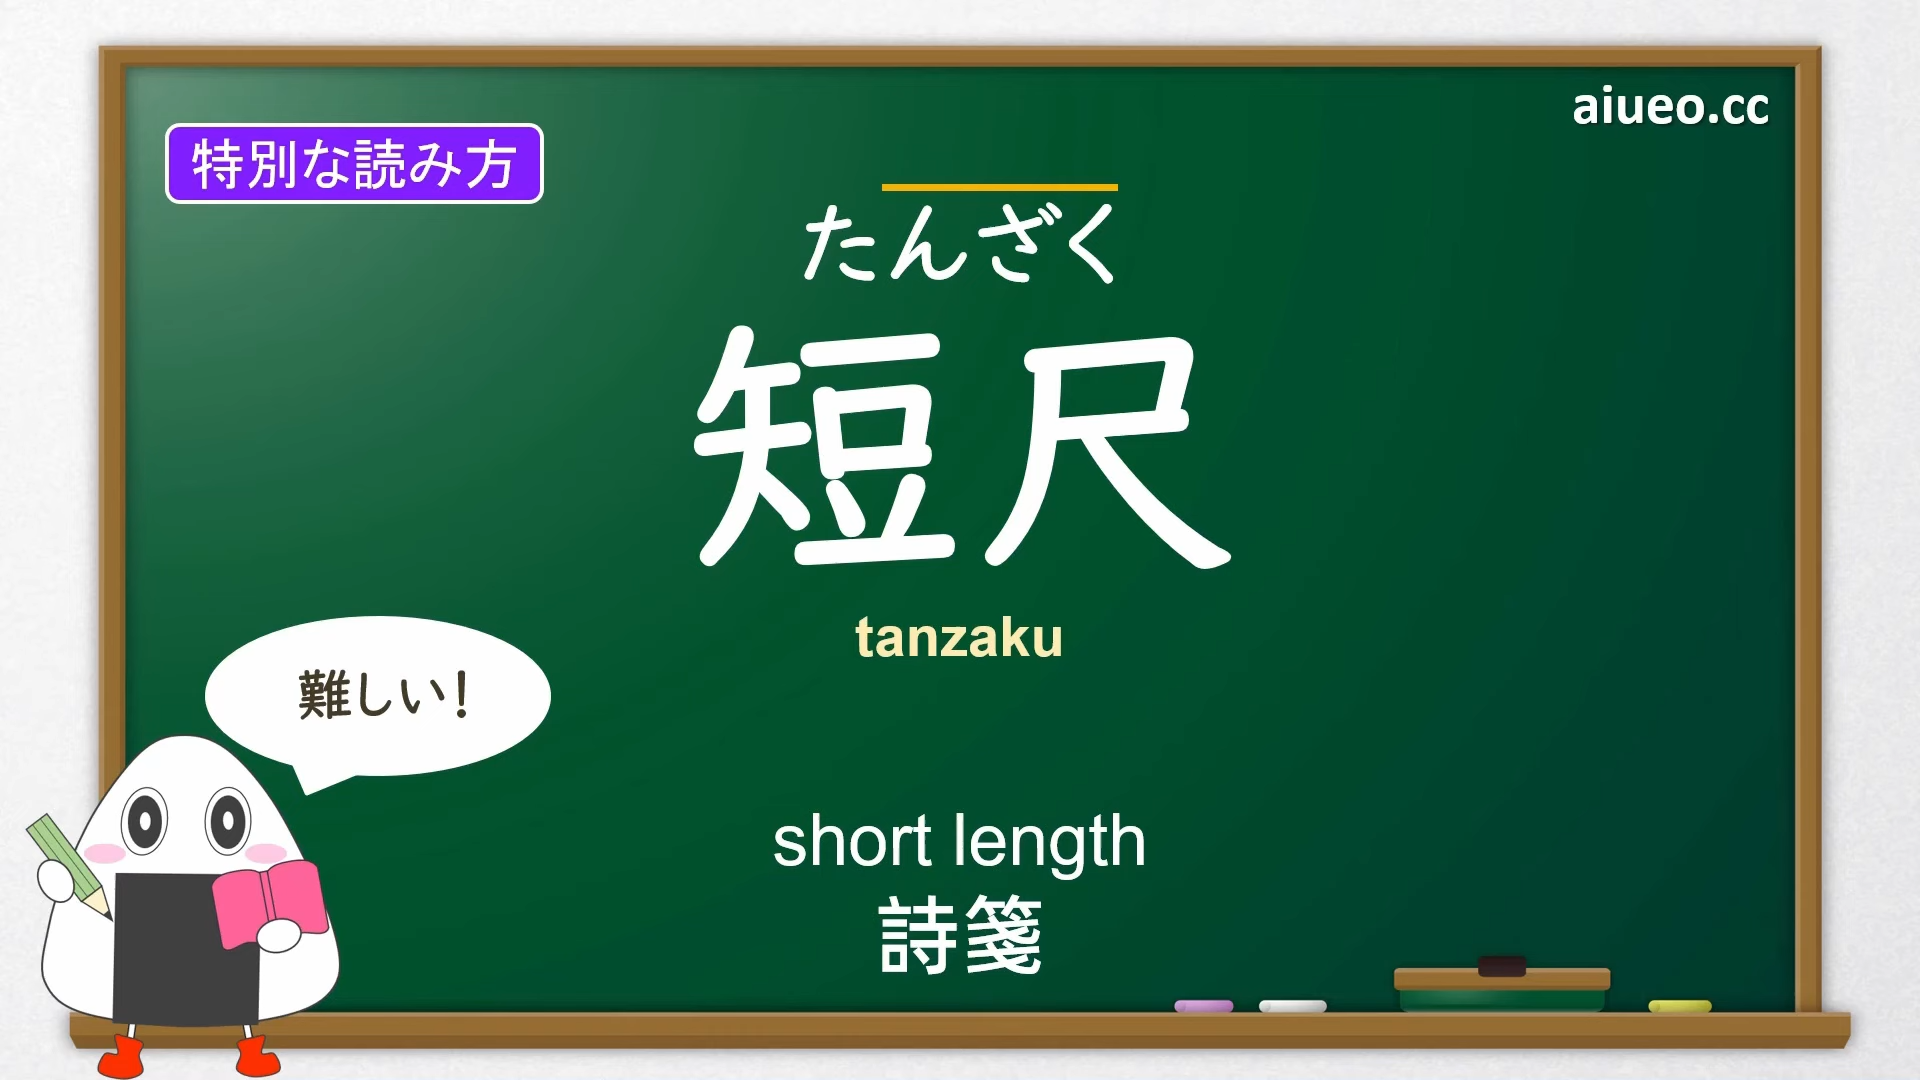 aiueo.cc
特別な読み方
たんざく
短尺
tanzaku
難しい!
short length
詩箋